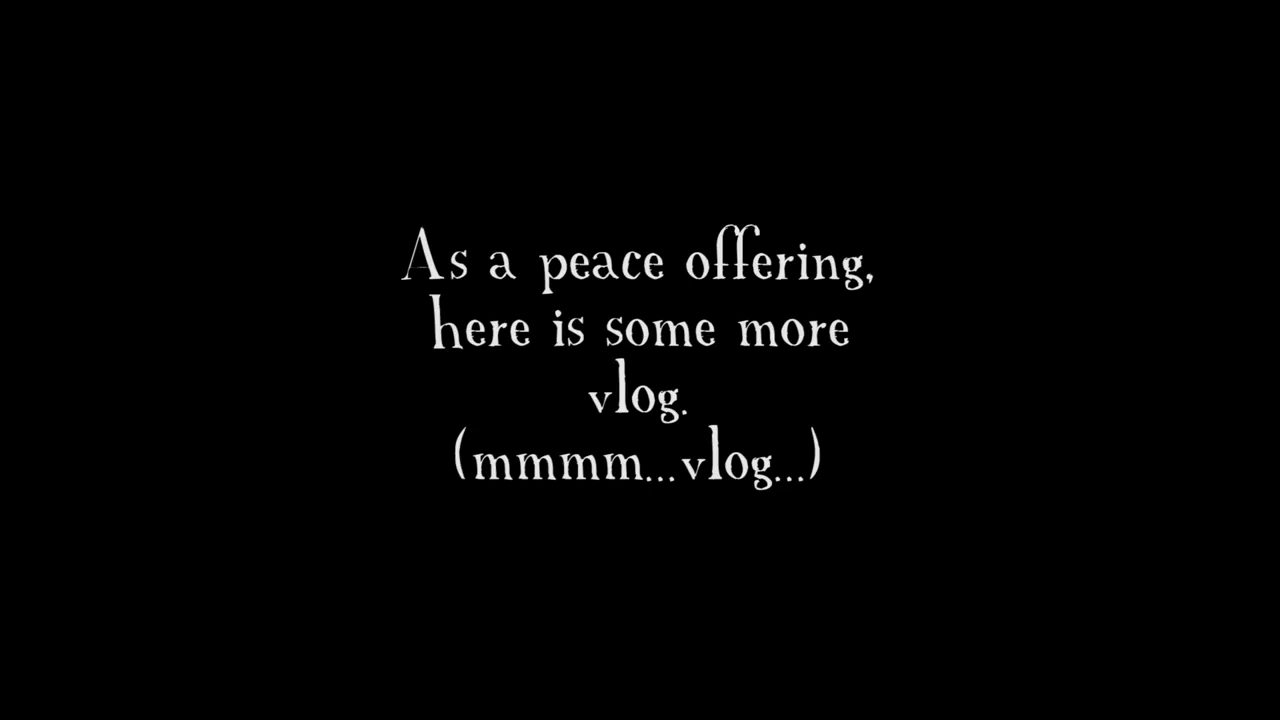 As a peace offering,
here is some more
vlog.
(mmmm...vlog...)